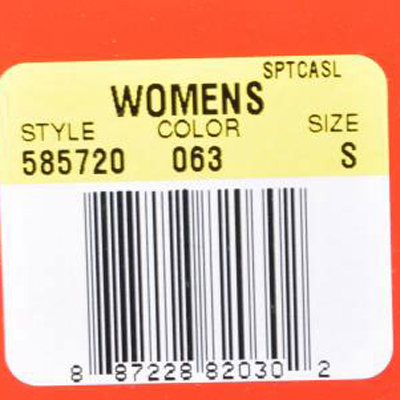 SPTCASL
WOMENS
STYLE COLOR SIZE
585720 063 S
8 87228 82030 2